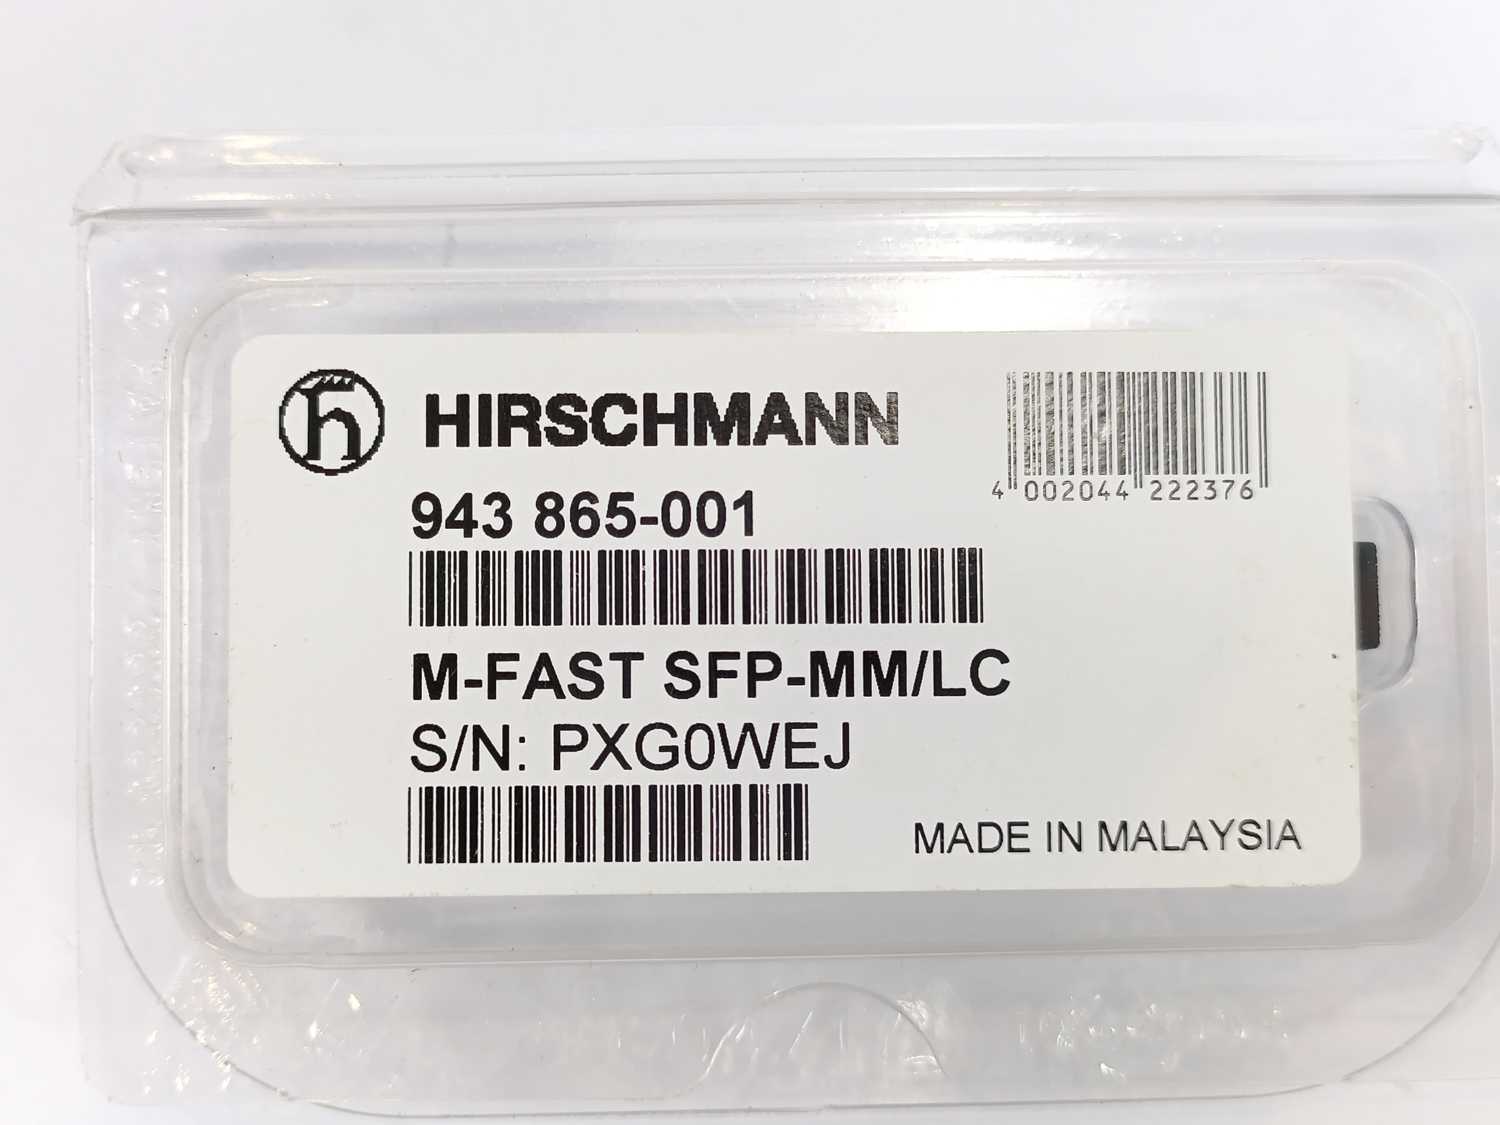 HIRSCHMANN
4 002044 222376
943 865-001
M-FAST SFP-MM/LC
S/N: PXG0WEJ
MADE IN MALAYSIA